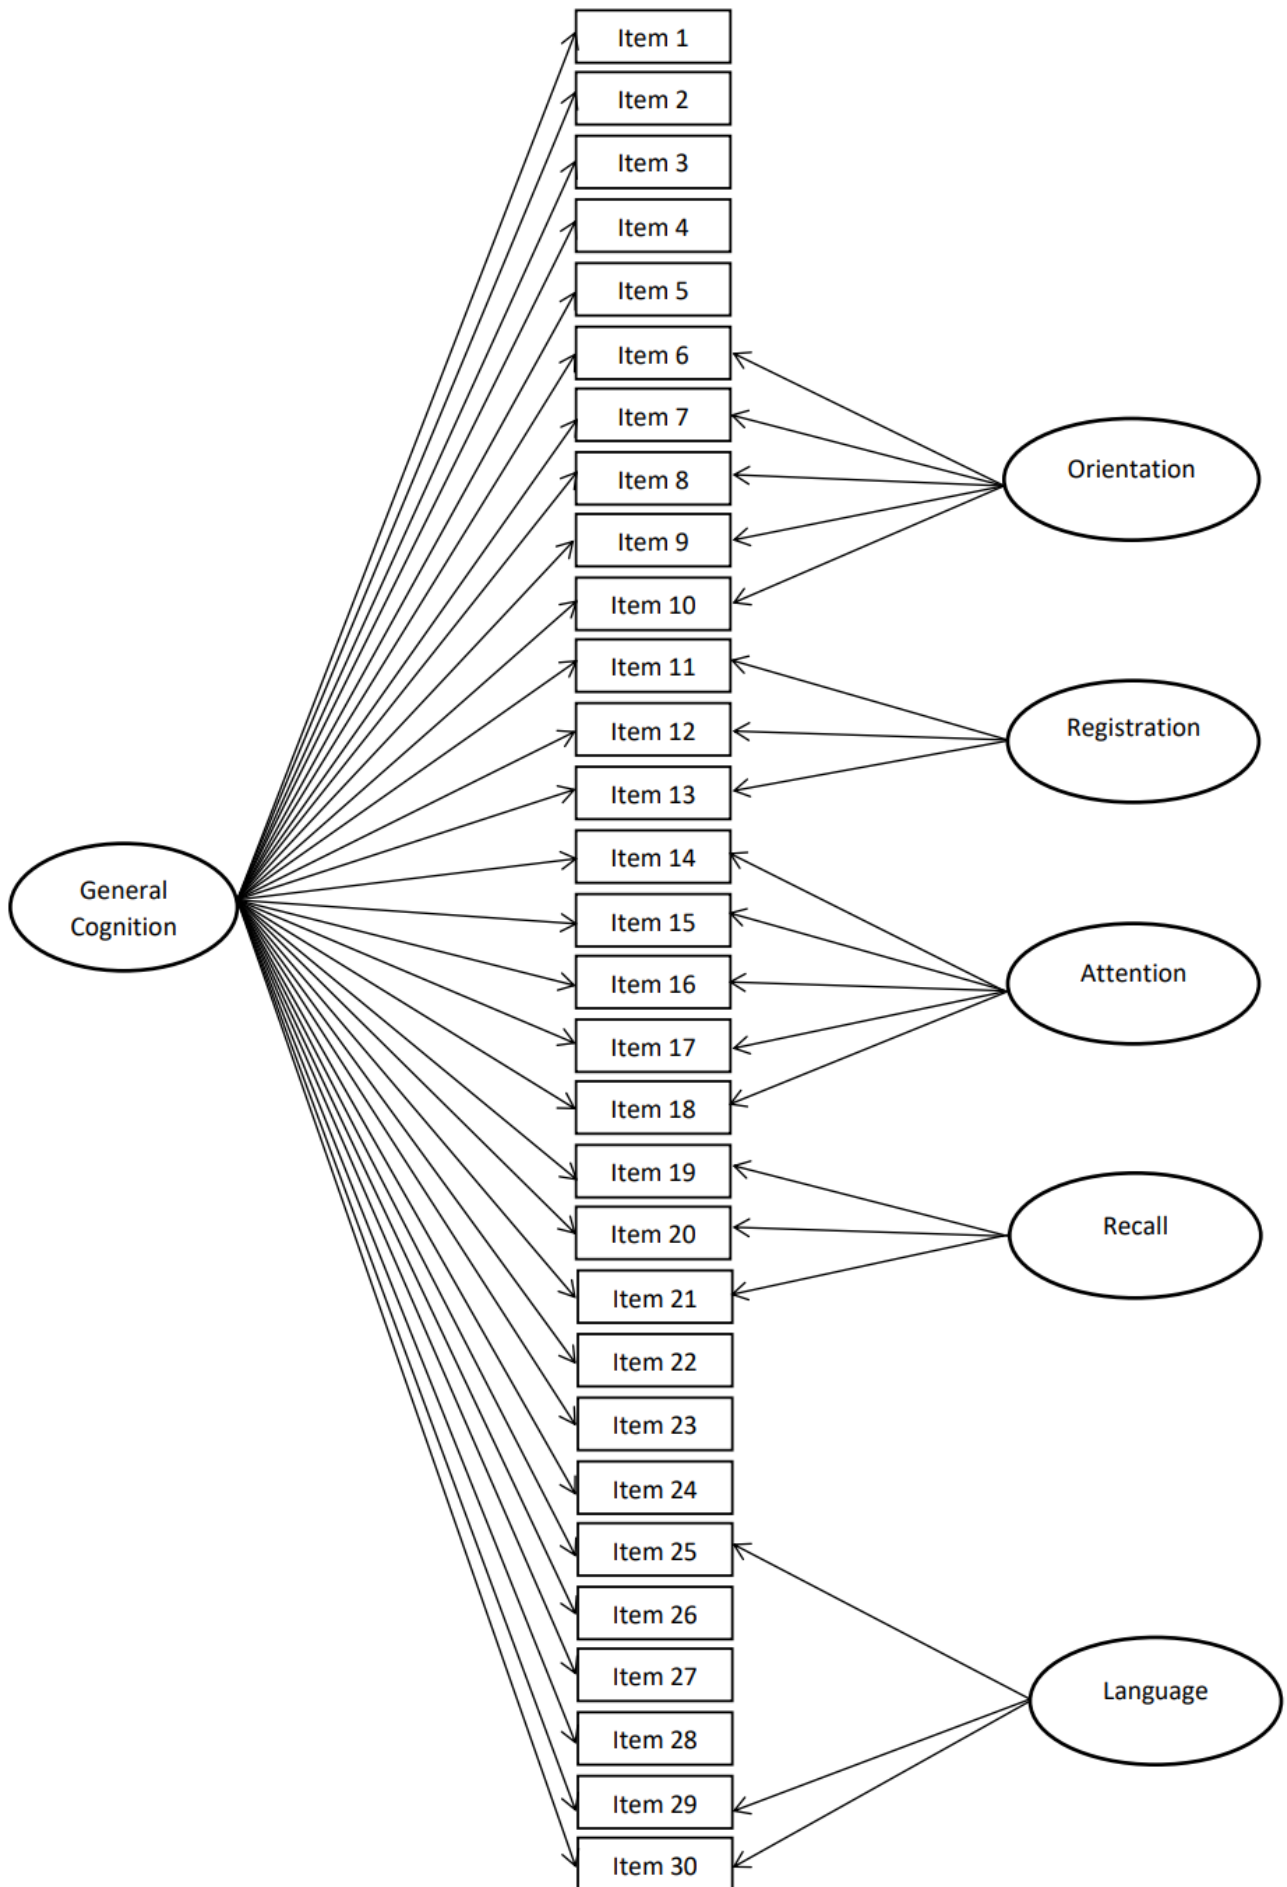 Item 1
Item 2
Item 3
Item 4
Item 5
Item 6
Item 7
Item 8
Item 9
Item 10
Item 11
Item 12
Item 13
Item 14
Item 15
Item 16
Item 17
Item 18
Item 19
Item 20
Item 21
Item 22
Item 23
Item 24
Item 25
Item 26
Item 27
Item 28
Item 29
Item 30
General
Cognition
Orientation
Registration
Attention
Recall
Language